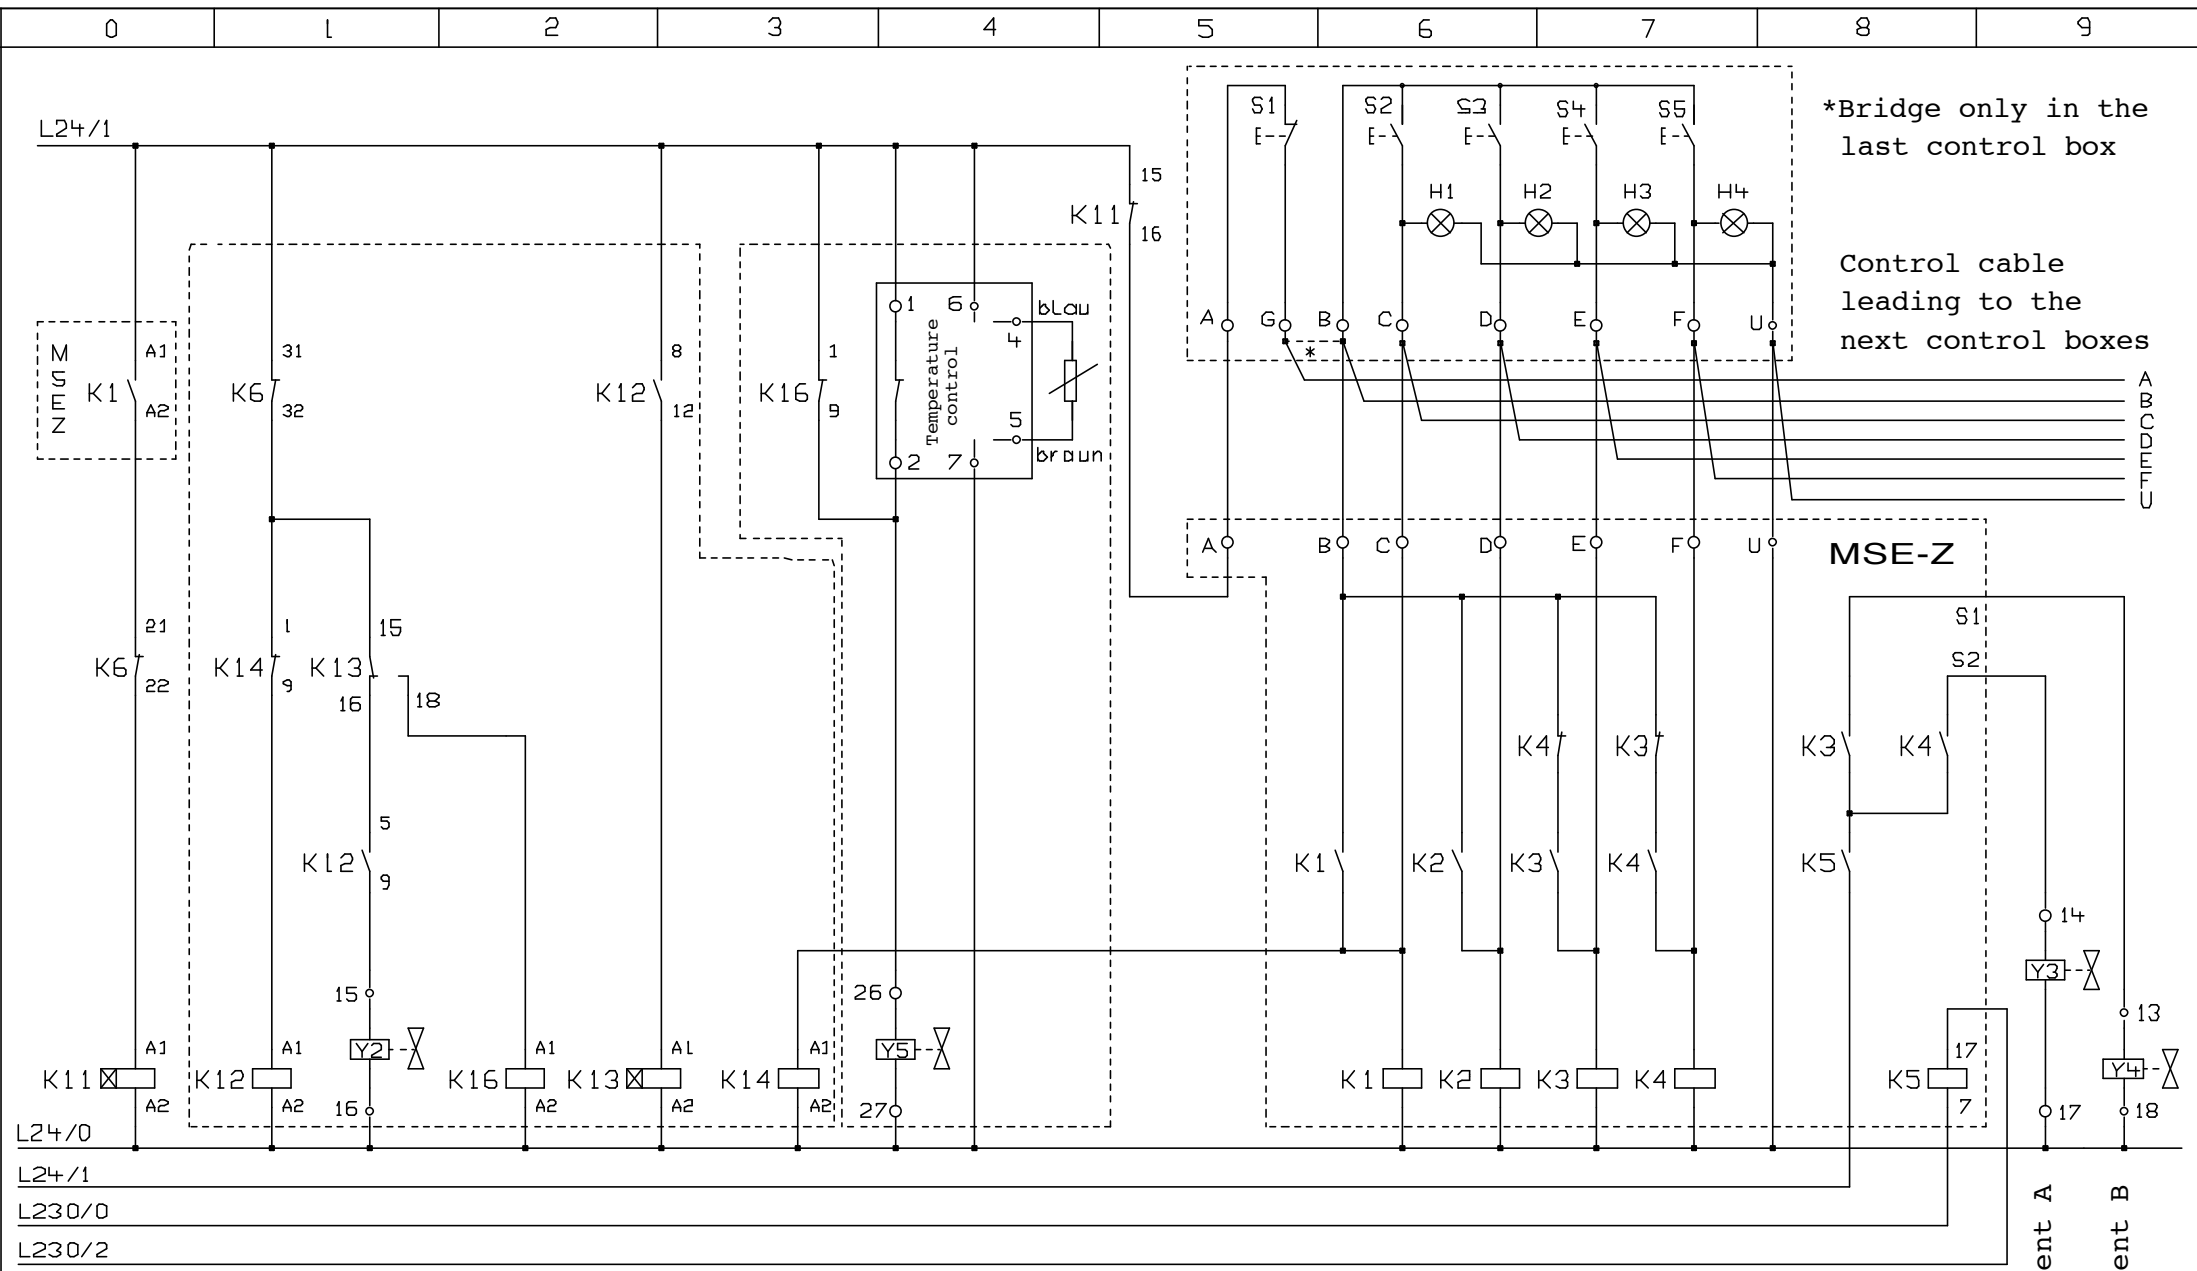 0 1 2 3 4 5 6 7 8 9
*Bridge only in the
last control box
S1 S2 S3 S4 S5
L24/1
15
K11
16
H1 H2 H3 H4
Control cable
leading to the
next control boxes
1 6 blau
4
Temperature
control
5
2 7 braun
A G B C D E F U
*
MSEZ
K1 A1 A2
K6 31 32
K12 8 12
K16 1 9
A
B
C
D
E
F
U
A B C D E F U
MSE-Z
S1
S2
K6 21 22
K14 1 9
K13 15 16 18
K4 K3 K3 K4
K12 5 9
K1 K2 K3 K4 K5
14
Y3
15 26 13
Y2 Y5 Y4
K11 A1 A2
K12 A1 A2
K16 A1 A2
K13 A1 A2
K14 A1 A2
K1 K2 K3 K4
K5 17 7
16 27 17 18
L24/0
L24/1
L230/0
L230/2
ent A
ent B